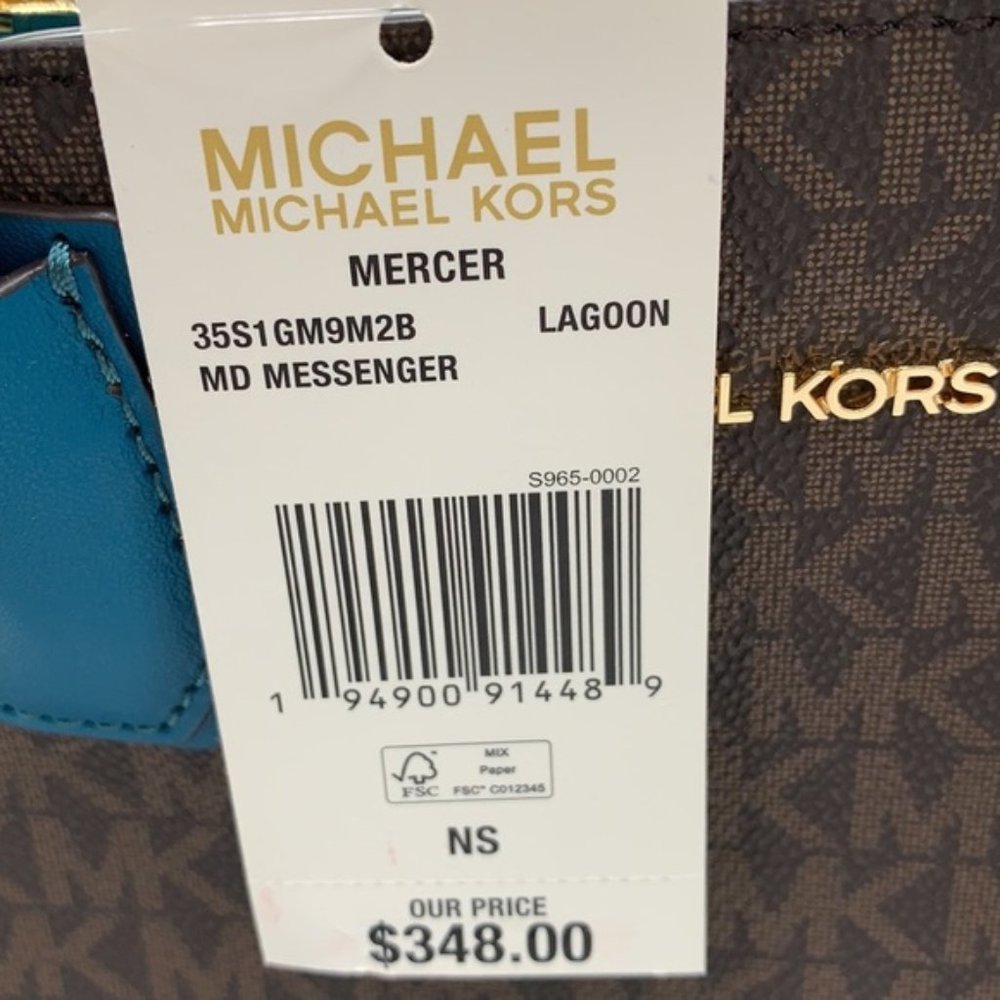 MICHAEL
MICHAEL KORS
MERCER
35S1GM9M2B LAGOON
MD MESSENGER
L KORS
S965-0002
1 94900 91448 9
FSC MIX
Paper
FSC™ C012345
NS
OUR PRICE
$348.00